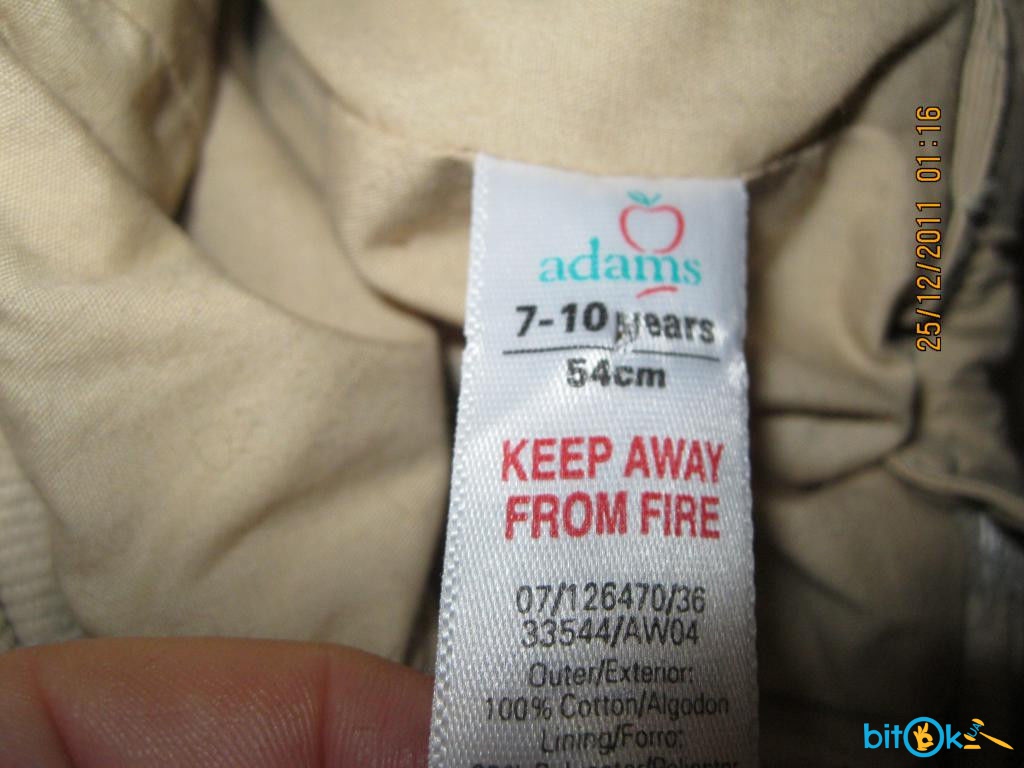 adams
7-10 years
54cm
KEEP AWAY
FROM FIRE
07/126470/36
33544/AW04
Outer/Exterior:
100% Cotton/Algodon
Lining/Forro:
25/12/2011 01:16
bitok
UA